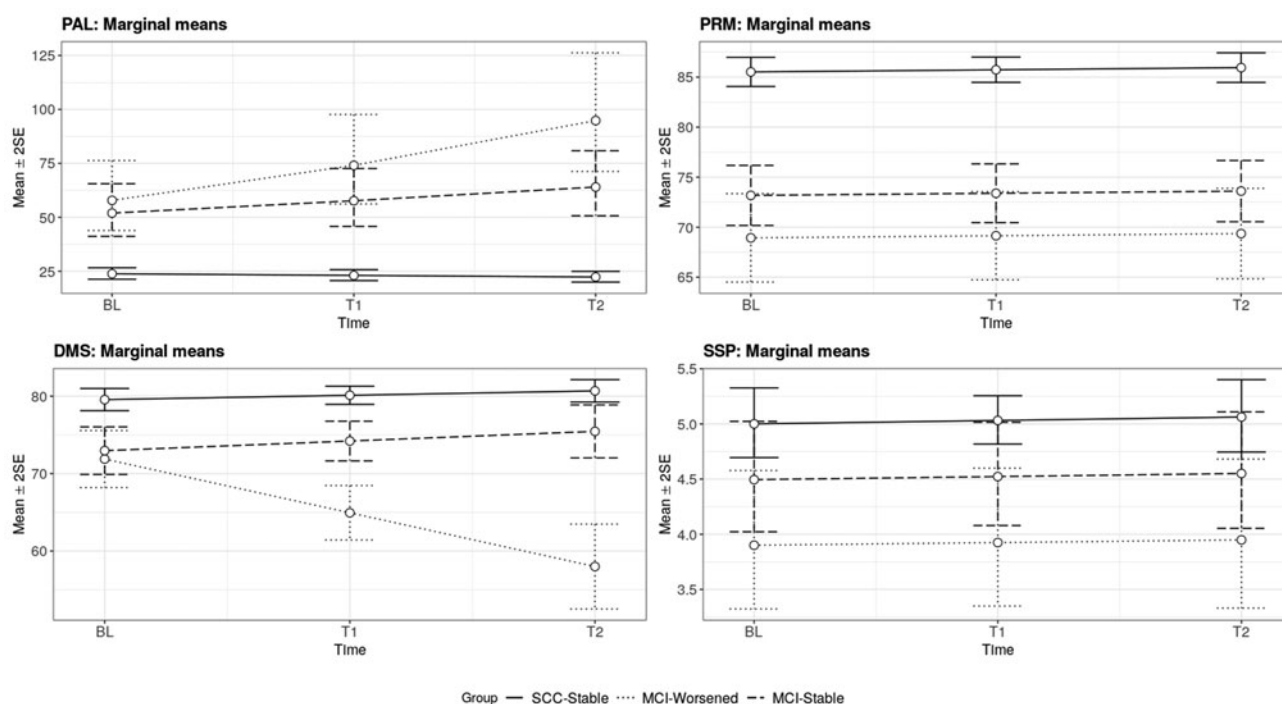 PAL: Marginal means
Mean ± 2SE
125
100
75
50
25
BL
T1
T2
TIme
PRM: Marginal means
Mean ± 2SE
85
80
75
70
65
BL
T1
T2
TIme
DMS: Marginal means
Mean ± 2SE
80
70
60
BL
T1
T2
TIme
SSP: Marginal means
Mean ± 2SE
5.5
5.0
4.5
4.0
3.5
BL
T1
T2
TIme
Group SCC-Stable MCI-Worsened MCI-Stable